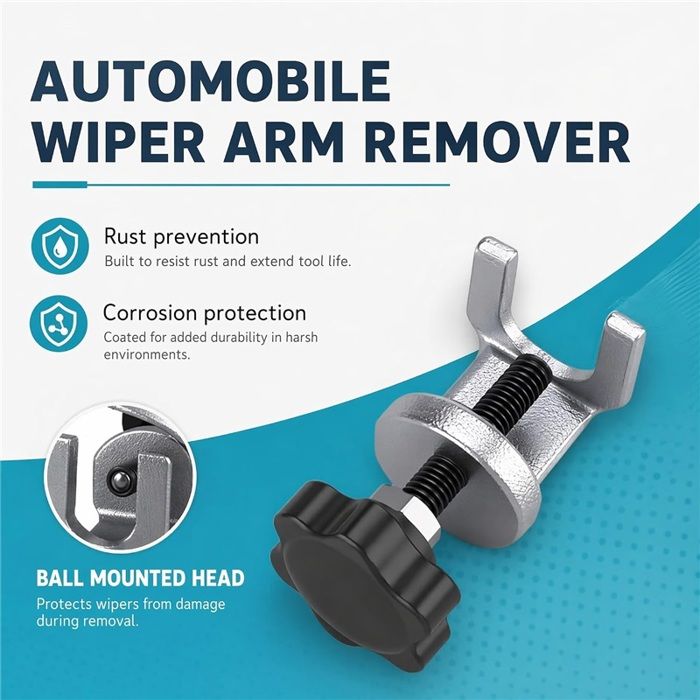 AUTOMOBILE
WIPER ARM REMOVER
Rust prevention
Built to resist rust and extend tool life.
Corrosion protection
Coated for added durability in harsh
environments.
BALL MOUNTED HEAD
Protects wipers from damage
during removal.